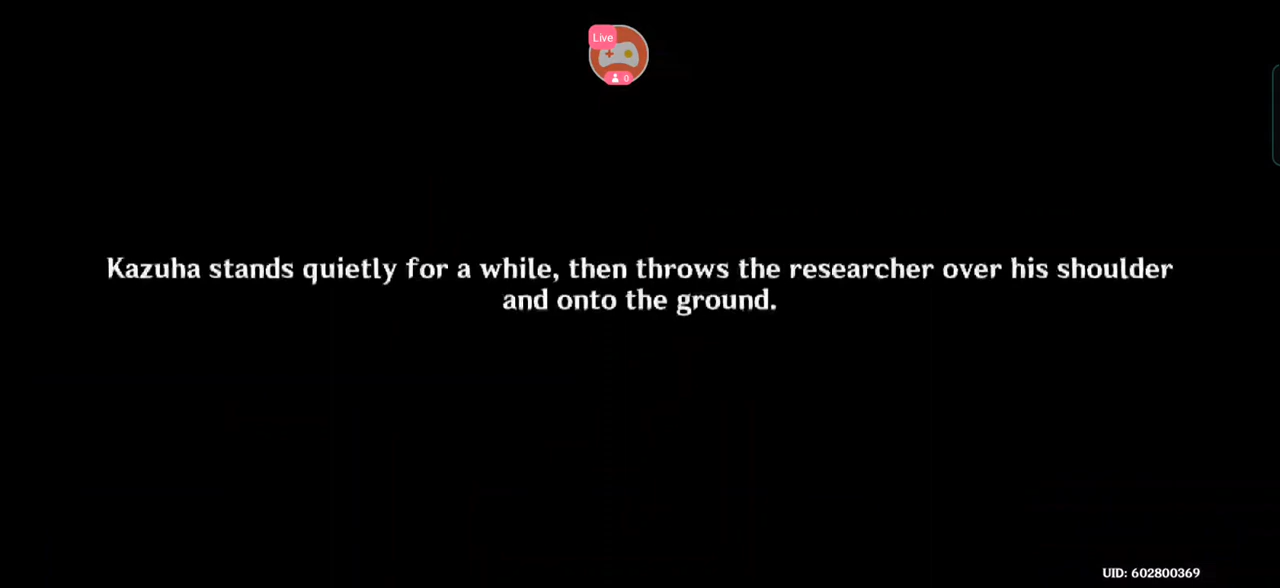 Live
0
Kazuha stands quietly for a while, then throws the researcher over his shoulder
and onto the ground.
UID: 602800369